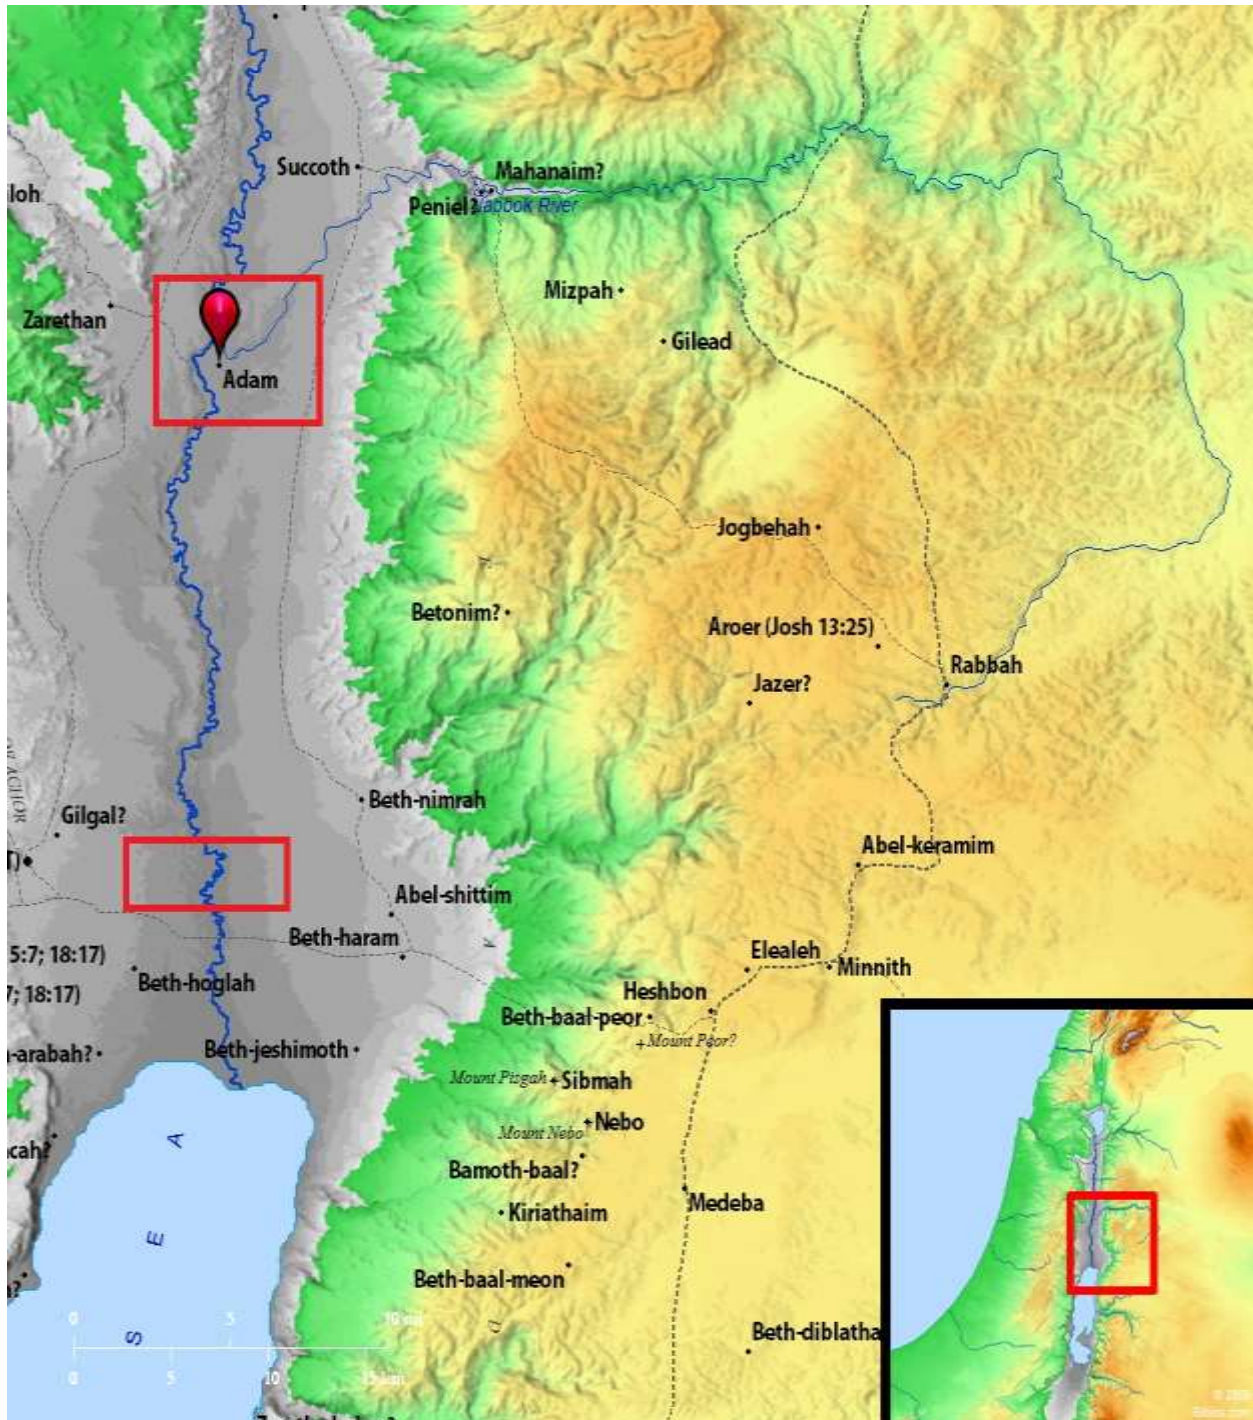 Succoth
Mahanaim?
loh
Peniel?
Jabbok River
Mizpah
Zarethan
Gilead
Adam
Jogbehah
Betonim?
Aroer (Josh 13:25)
Rabbah
Jazer?
ACHOR
Beth-nimrah
Gilgal?
Abel-keramim
Abel-shittim
Beth-haram
5:7; 18:17)
Elealeh
Minnith
Beth-hoglah
7; 18:17)
Heshbon
Beth-baal-peor
Mount Peor?
-arabah?
Beth-jeshimoth
Mount Pisgah
Sibmah
Nebo
Mount Nebo
cah?
Bamoth-baal?
Medeba
Kiriathaim
Beth-baal-meon
S E A
Beth-diblatha
0 5 10 mi
0 5 10 15 km